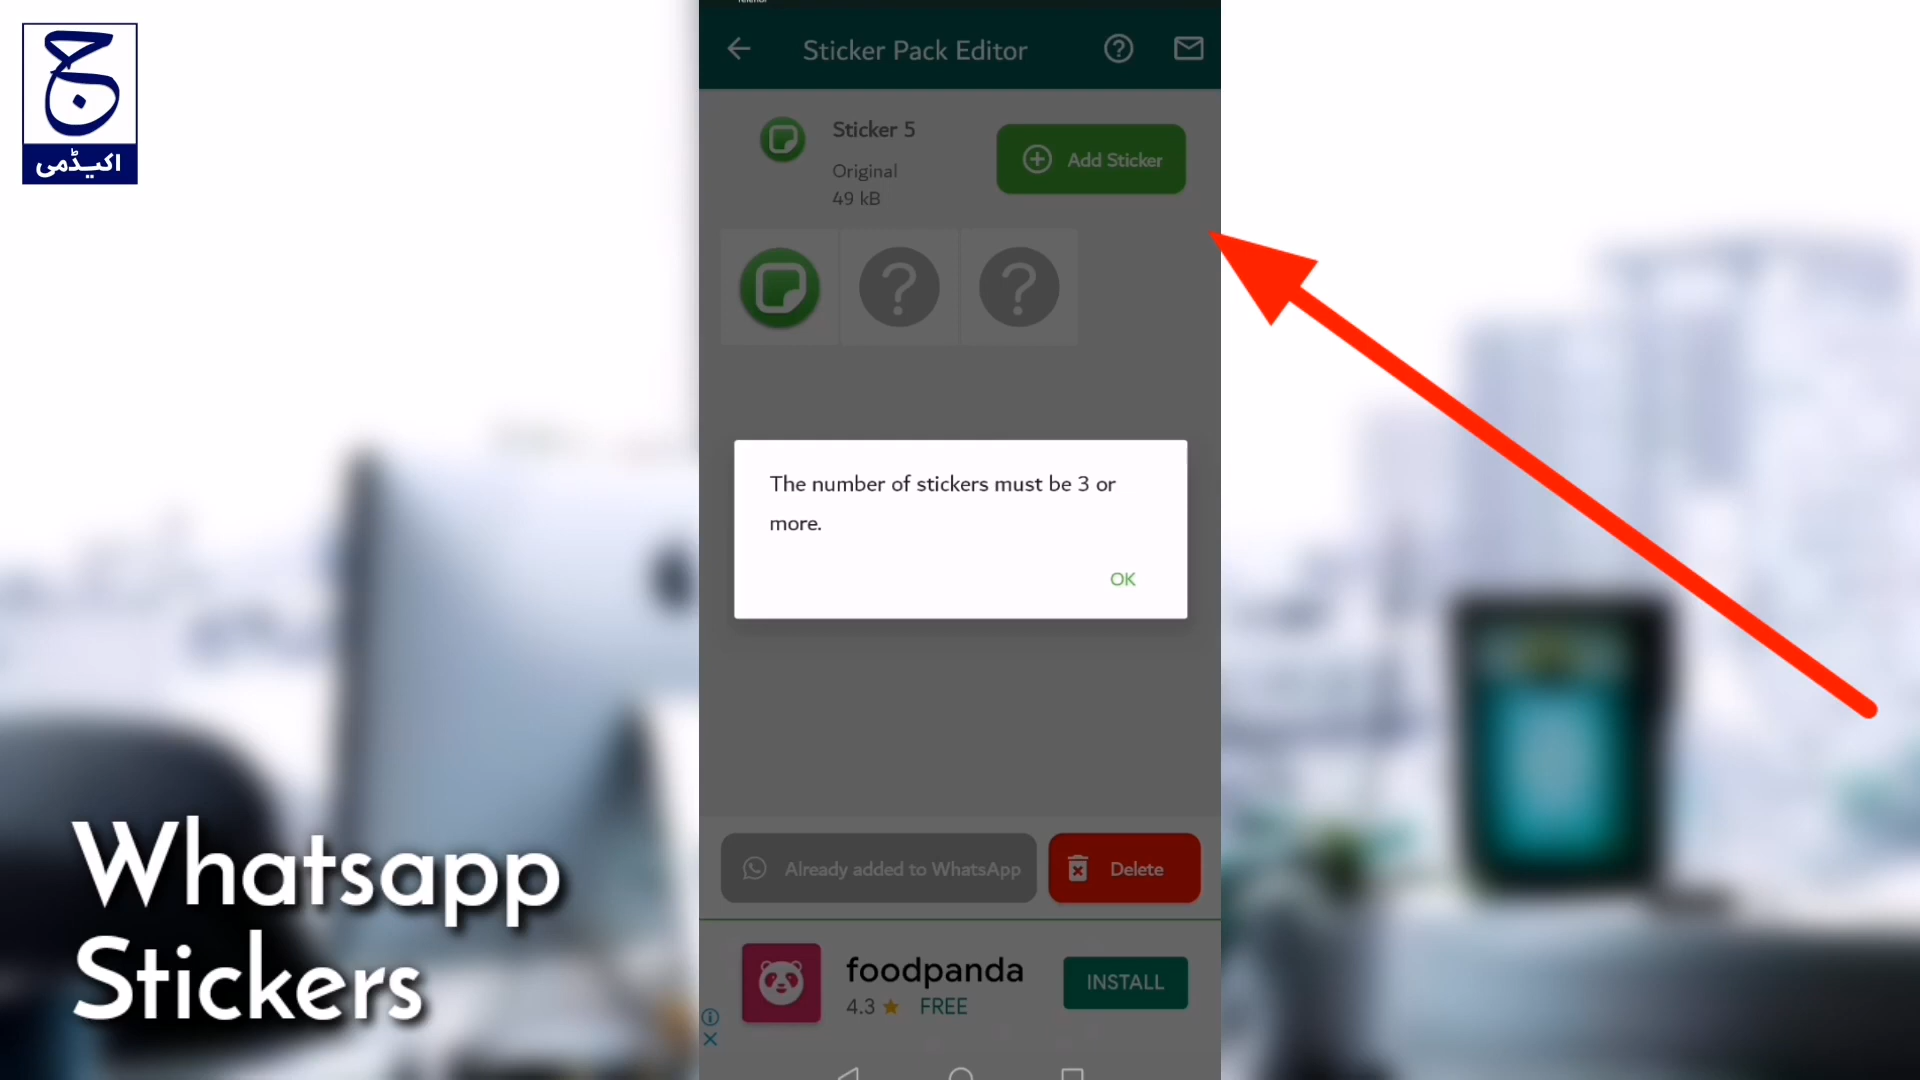 ج
اکیڈمی
Sticker Pack Editor
Sticker 5
Original
49 kB
Add Sticker
The number of stickers must be 3 or
more.
OK
Already added to WhatsApp
Delete
foodpanda
4.3 ★ FREE
INSTALL
Whatsapp
Stickers